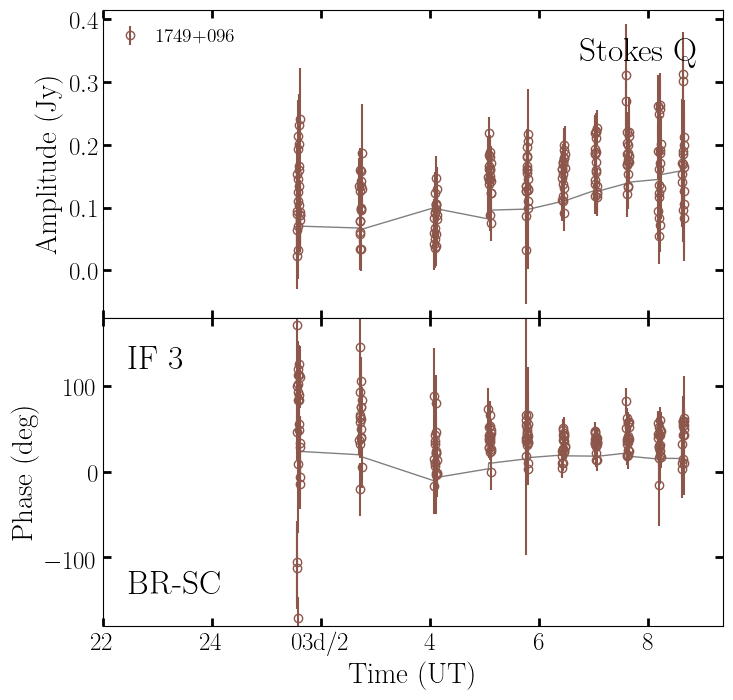 0.4
1749+096
Stokes Q
0.3
0.2
0.1
0.0
Amplitude (Jy)
IF 3
100
0
−100
Phase (deg)
BR-SC
22 24 03d/2 4 6 8
Time (UT)